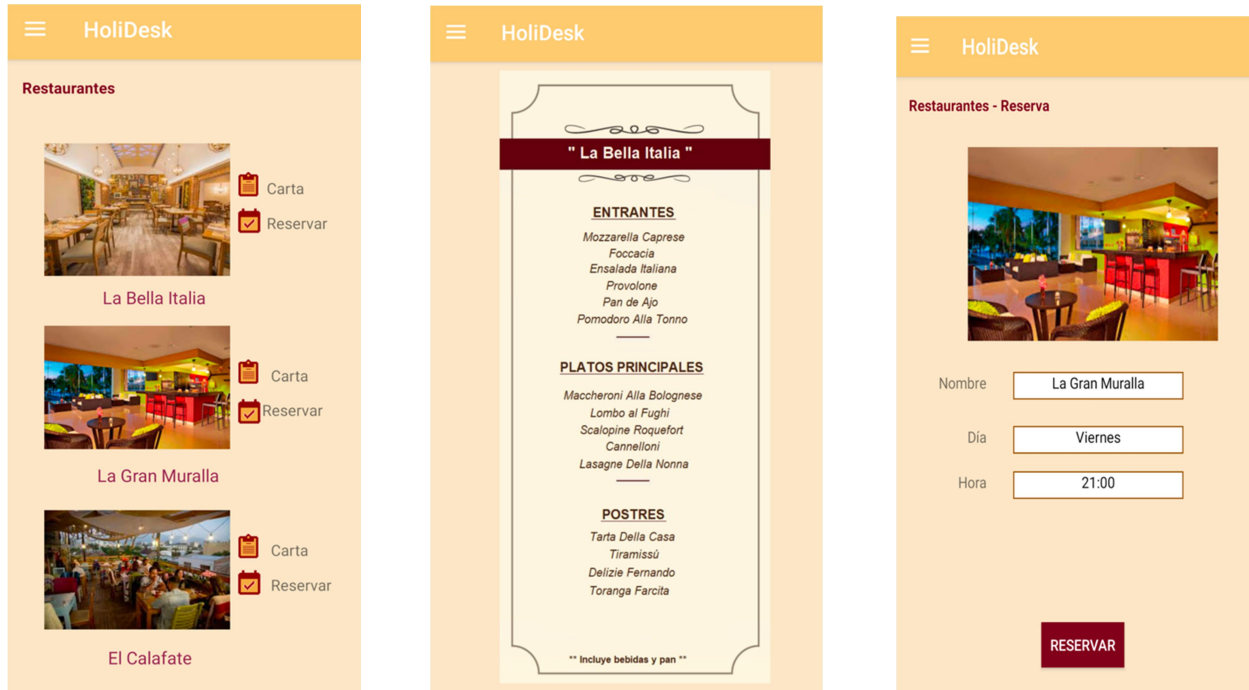 HoliDesk
Restaurantes
Carta
Reservar
La Bella Italia
Carta
Reservar
La Gran Muralla
Carta
Reservar
El Calafate
HoliDesk
" La Bella Italia "
ENTRANTES
Mozzarella Caprese
Foccacia
Ensalada Italiana
Provolone
Pan de Ajo
Pomodoro Alla Tonno
PLATOS PRINCIPALES
Maccheroni Alla Bolognese
Lombo al Fughi
Scalopine Roquefort
Cannelloni
Lasagne Della Nonna
POSTRES
Tarta Della Casa
Tiramissú
Delizie Fernando
Toranga Farcita
** Incluye bebidas y pan **
HoliDesk
Restaurantes - Reserva
Nombre La Gran Muralla
Día Viernes
Hora 21:00
RESERVAR